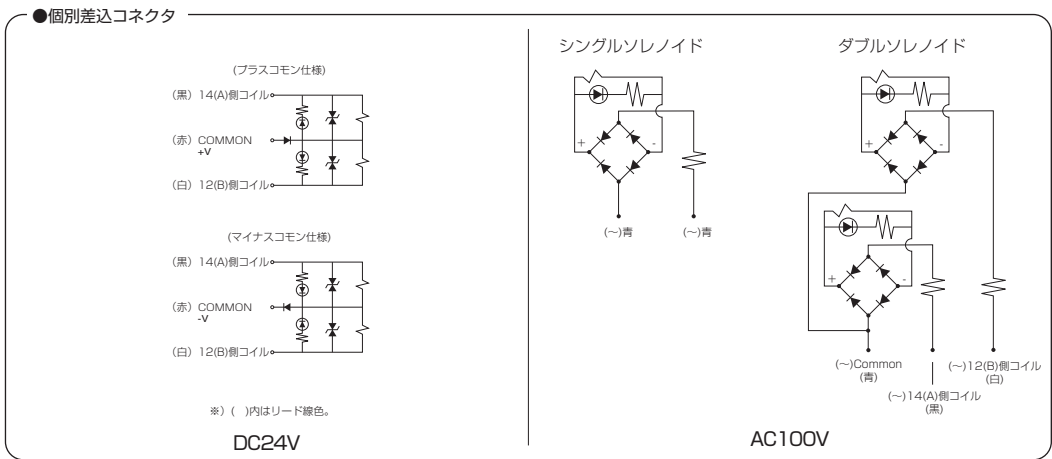 ●個別差込コネクタ
(プラスコモン仕様)
(黒) 14(A)側コイル
(赤) COMMON
+V
(白) 12(B)側コイル
(マイナスコモン仕様)
(黒) 14(A)側コイル
(赤) COMMON
-V
(白) 12(B)側コイル
※) ( )内はリード線色。
DC24V
シングルソレノイド
+ -
(~)青 (~)青
ダブルソレノイド
+ -
+ -
(~)Common
(青)
(~)14(A)側コイル
(黒)
(~)12(B)側コイル
(白)
AC100V